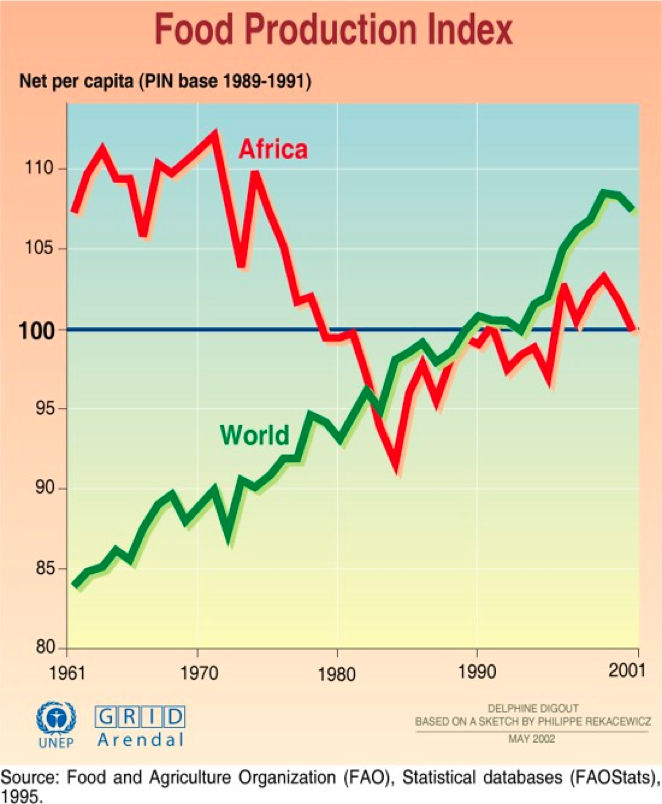 Food Production Index
Net per capita (PIN base 1989-1991)
110
Africa
105
100
95
World
90
85
80
1961 1970 1980 1990 2001
UNEP
GRID
Arendal
DELPHINE DIGOUT
BASED ON A SKETCH BY PHILIPPE REKACEWICZ
MAY 2002
Source: Food and Agriculture Organization (FAO), Statistical databases (FAOStats),
1995.